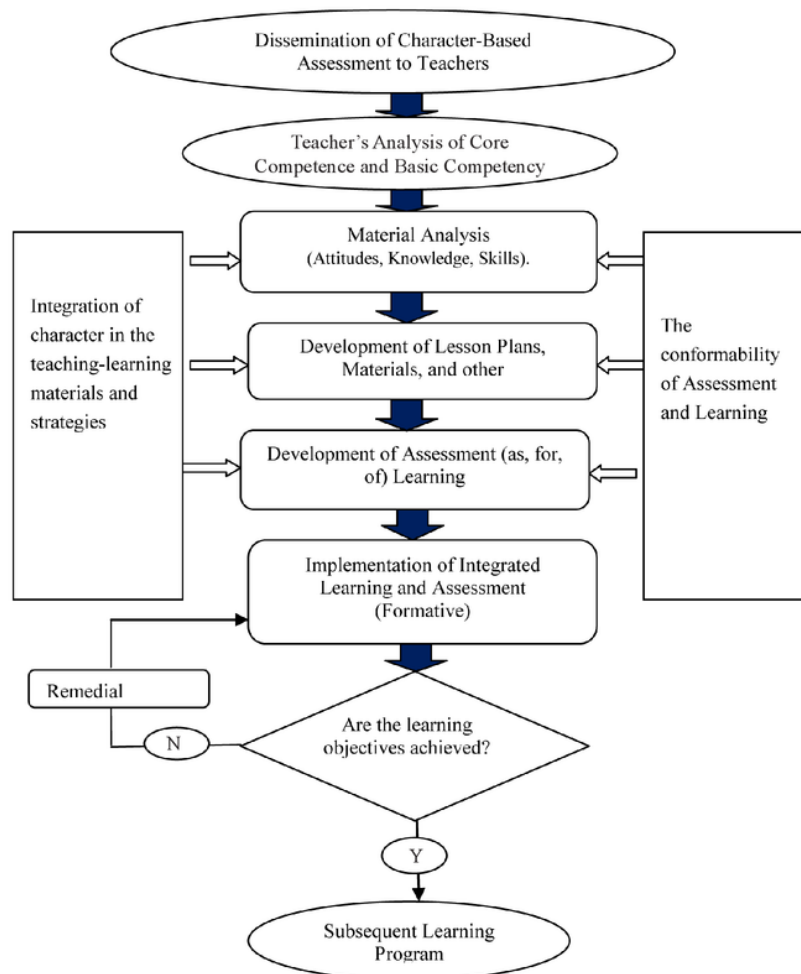 Dissemination of Character-Based
Assessment to Teachers
Teacher's Analysis of Core
Competence and Basic Competency
Material Analysis
(Attitudes, Knowledge, Skills).
Integration of
character in the
teaching-learning
materials and
strategies
Development of Lesson Plans,
Materials, and other
The
conformability
of Assessment
and Learning
Development of Assessment (as, for,
of) Learning
Implementation of Integrated
Learning and Assessment
(Formative)
Remedial
N
Are the learning
objectives achieved?
Y
Subsequent Learning
Program